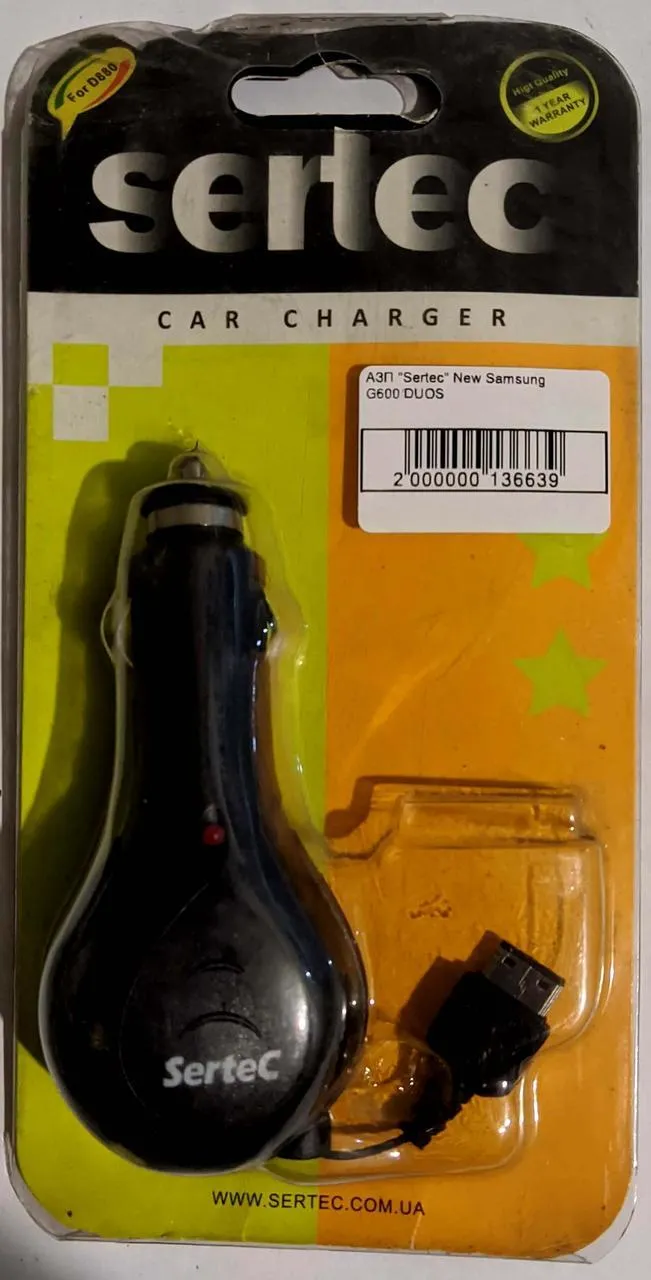 For D880
High Quality
1 YEAR
WARRANTY
sertec
CAR CHARGER
АЗП "Sertec" New Samsung
G600 DUOS
2 000000 136639
SerteC
WWW.SERTEC.COM.UA